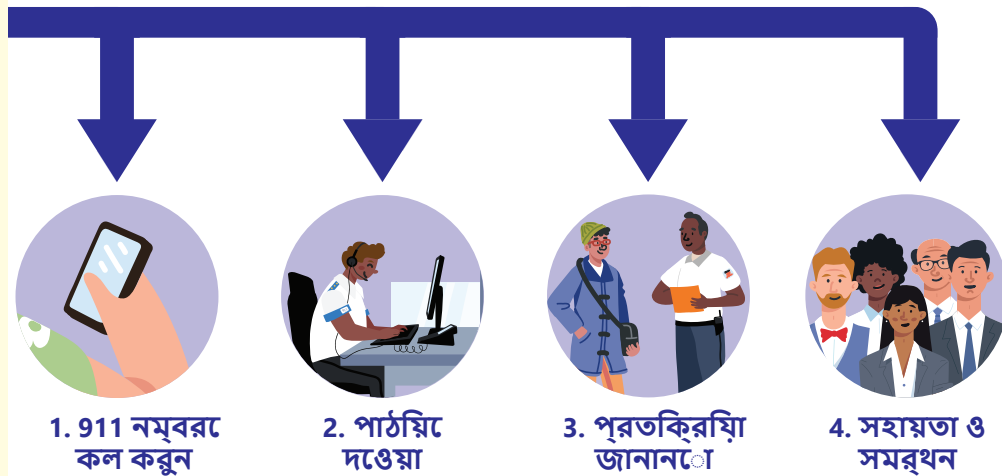 1. 911 নম্বরে
কল করুন
2. পাঠিয়ে
দেওয়া
3. প্রতিক্রিয়া
জানানো
4. সহায়তা ও
সমর্থন